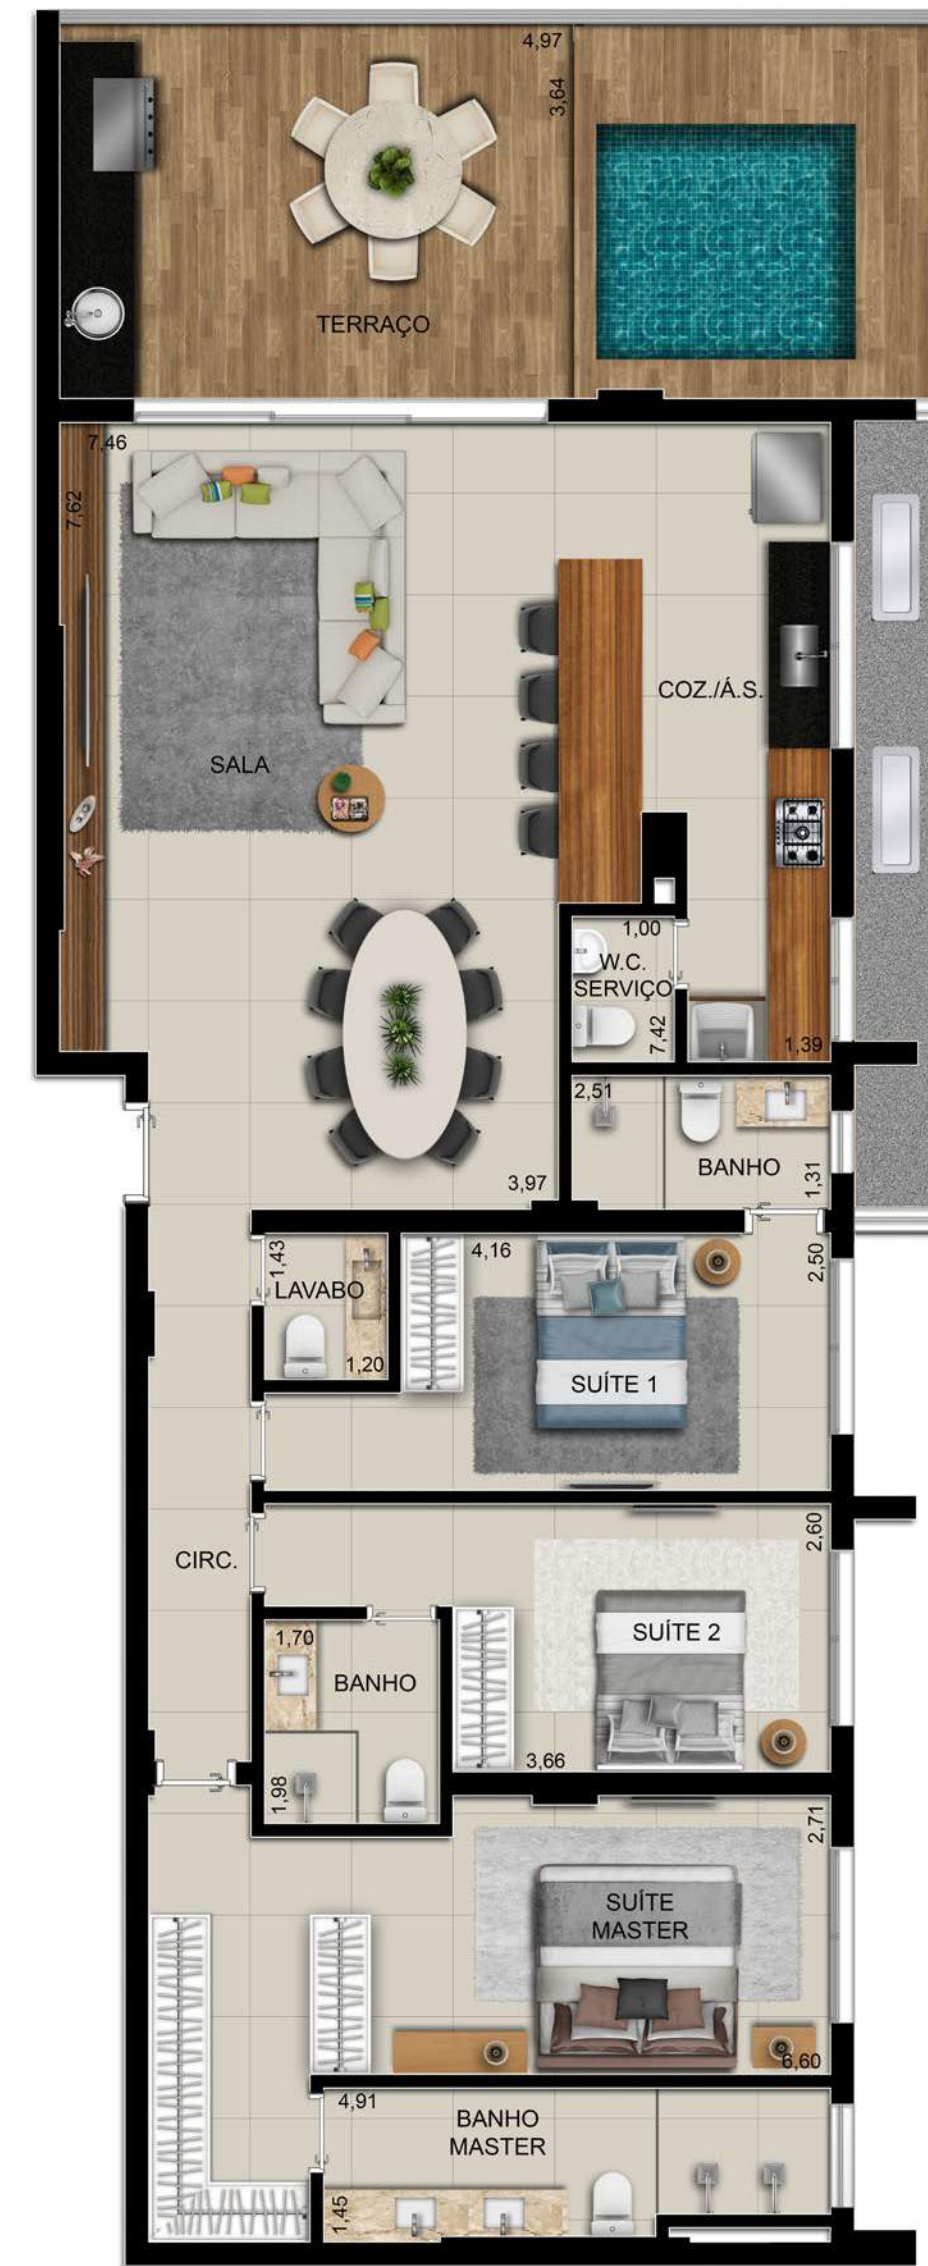 4,97
3,64
TERRAÇO
7,46
7,62
COZ./Á.S.
SALA
1,00
W.C.
SERVIÇO
7,42
1,39
2,51
BANHO
1,31
3,97
1,43
LAVABO
1,20
4,16
2,50
SUÍTE 1
CIRC.
2,60
SUÍTE 2
1,70
BANHO
1,98
3,66
2,71
SUÍTE
MASTER
6,60
4,91
BANHO
MASTER
1,45